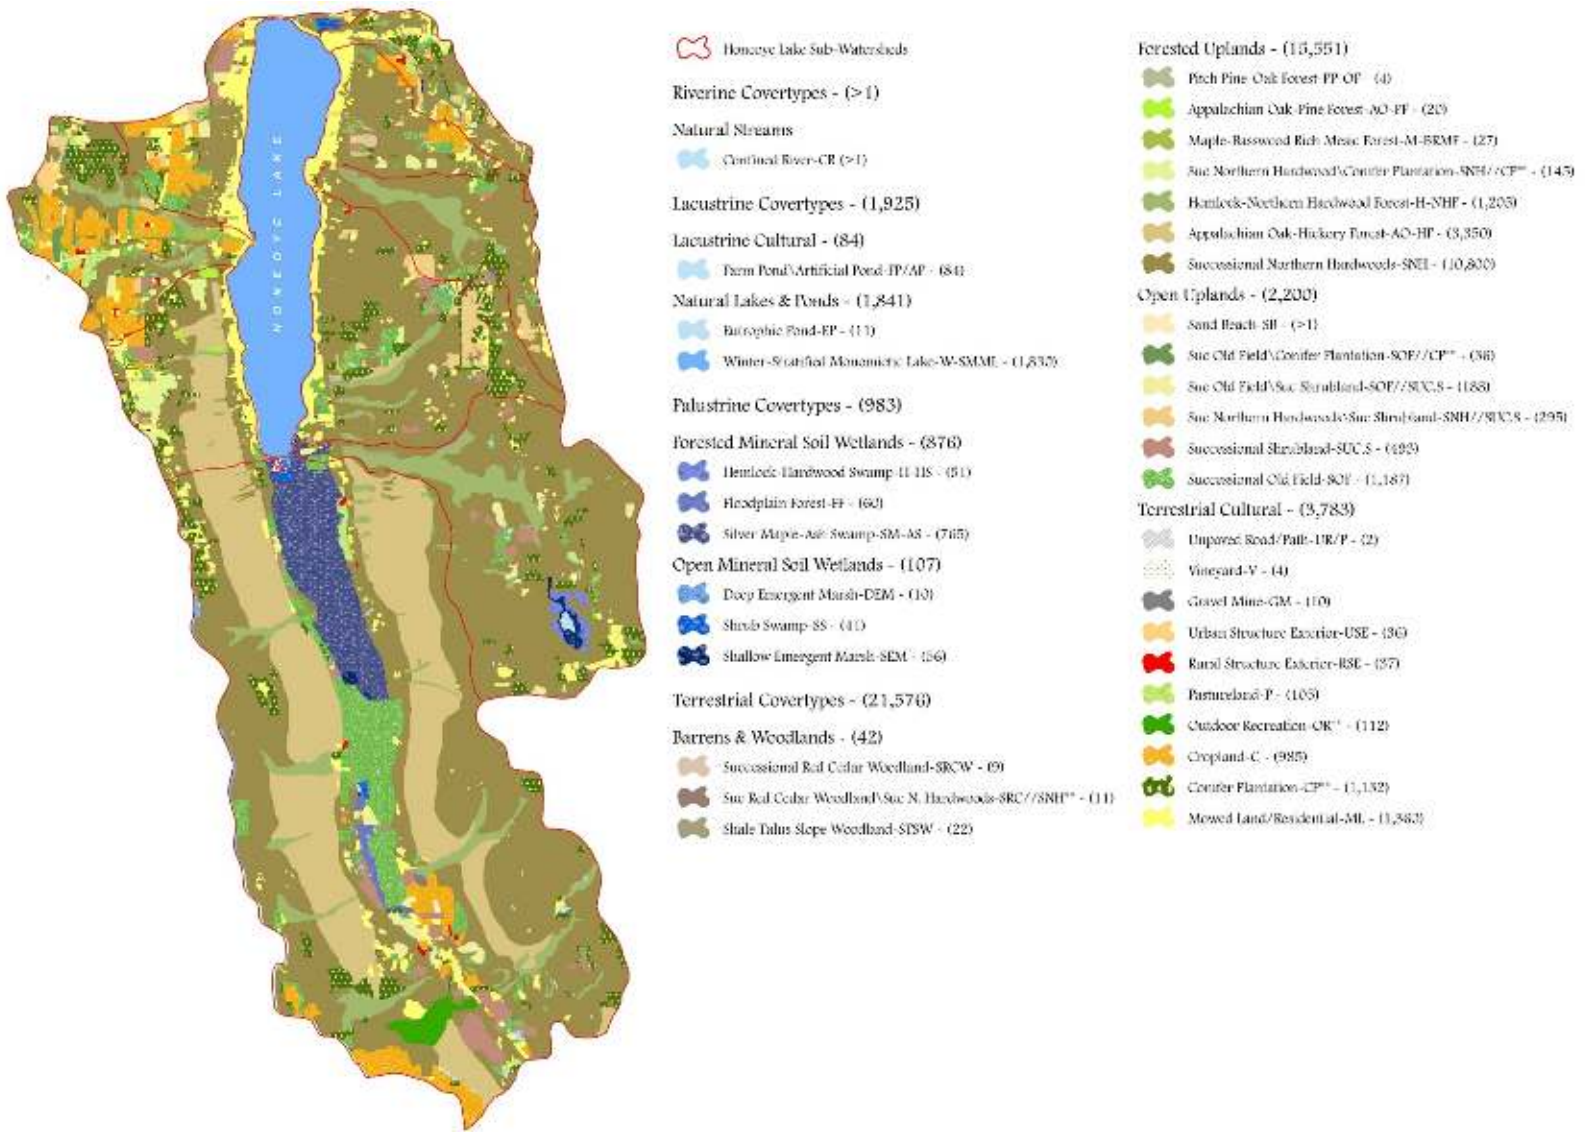 HONEOYE LAKE
Honeoye Lake Sub-Watersheds
Riverine Covertypes - (>1)
Natural Streams
Confined River-CR (>1)
Lacustrine Covertypes - (1,925)
Lacustrine Cultural - (84)
Farm Pond\Artificial Pond-FP/AP - (84)
Natural Lakes & Ponds - (1,841)
Eutrophic Pond-EP - (11)
Winter-Stratified Monomictic Lake-W-SMML - (1,830)
Palustrine Covertypes - (983)
Forested Mineral Soil Wetlands - (876)
Hemlock-Hardwood Swamp-H-HS - (51)
Floodplain Forest-FF - (60)
Silver Maple-Ash Swamp-SM-AS - (765)
Open Mineral Soil Wetlands - (107)
Deep Emergent Marsh-DEM - (10)
Shrub Swamp-SS - (41)
Shallow Emergent Marsh-SEM - (56)
Terrestrial Covertypes - (21,576)
Barrens & Woodlands - (42)
Successional Red Cedar Woodland-SRCW - (9)
Suc Red Cedar Woodland\Suc N. Hardwoods-SRC//SNH** - (11)
Shale Talus Slope Woodland-STSW - (22)
Forested Uplands - (15,551)
Pitch Pine-Oak Forest-PP-OF - (4)
Appalachian Oak-Pine Forest-AO-PF - (20)
Maple-Basswood Rich Mesic Forest-M-BRMF - (27)
Suc Northern Hardwood\Conifer Plantation-SNH//CP** - (145)
Hemlock-Northern Hardwood Forest-H-NHF - (1,205)
Appalachian Oak-Hickory Forest-AO-HF - (3,350)
Successional Northern Hardwoods-SNH - (10,800)
Open Uplands - (2,200)
Sand Beach-SB - (>1)
Suc Old Field\Conifer Plantation-SOF//CP** - (38)
Suc Old Field\Suc Shrubland-SOF//SUC.S - (188)
Suc Northern Hardwoods\Suc Shrubland-SNH//SUC.S - (295)
Successional Shrubland-SUC.S - (493)
Successional Old Field-SOF - (1,187)
Terrestrial Cultural - (3,783)
Unpaved Road/Path-UR/P - (2)
Vineyard-V - (4)
Gravel Mine-GM - (10)
Urban Structure Exterior-USE - (36)
Rural Structure Exterior-RSE - (37)
Pastureland-P - (105)
Outdoor Recreation-OR** - (112)
Cropland-C - (985)
Conifer Plantation-CP** - (1,132)
Mowed Land/Residential-ML - (1,360)